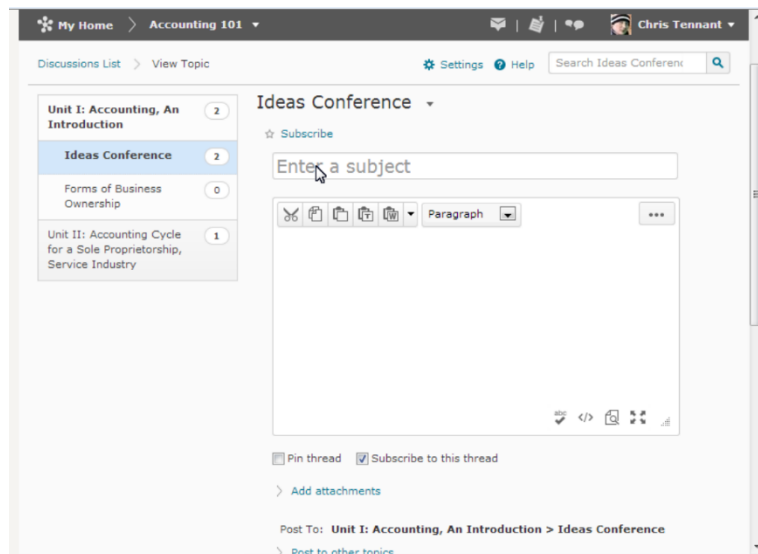 My Home Accounting 101 Chris Tennant
Discussions List View Topic Settings Help Search Ideas Conferenc
Unit I: Accounting, An
Introduction
2
Ideas Conference 2
Forms of Business
Ownership
0
Unit II: Accounting Cycle
for a Sole Proprietorship,
Service Industry
1
Ideas Conference
Subscribe
Enter a subject
Paragraph
abc
Pin thread Subscribe to this thread
Add attachments
Post To: Unit I: Accounting, An Introduction > Ideas Conference
Post to other topics